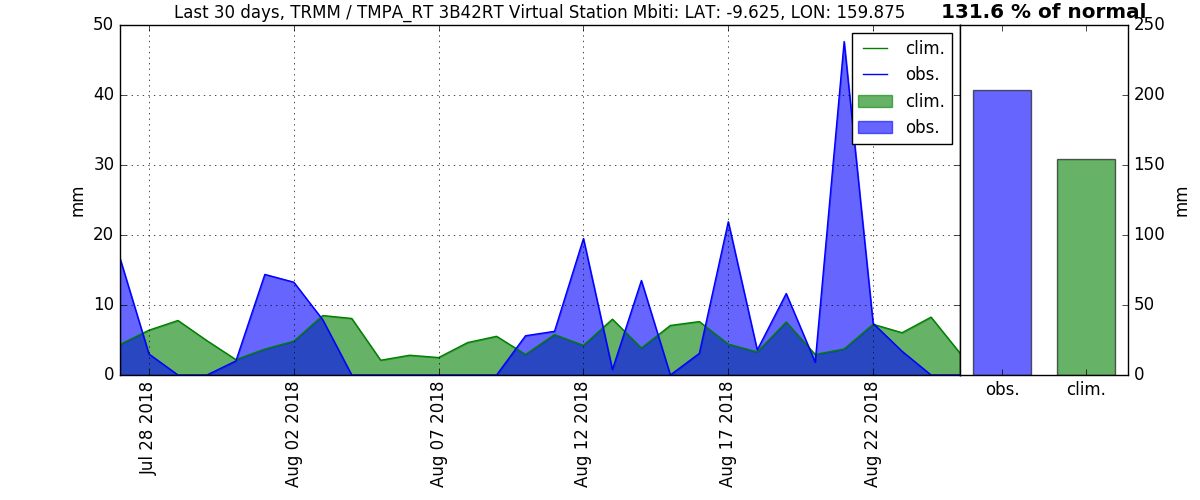 Last 30 days, TRMM / TMPA_RT 3B42RT Virtual Station Mbiti: LAT: -9.625, LON: 159.875
131.6 % of normal
50
40
30
20
10
0
mm
clim.
obs.
clim.
obs.
250
200
150
100
50
0
mm
Jul 28 2018
Aug 02 2018
Aug 07 2018
Aug 12 2018
Aug 17 2018
Aug 22 2018
obs.
clim.